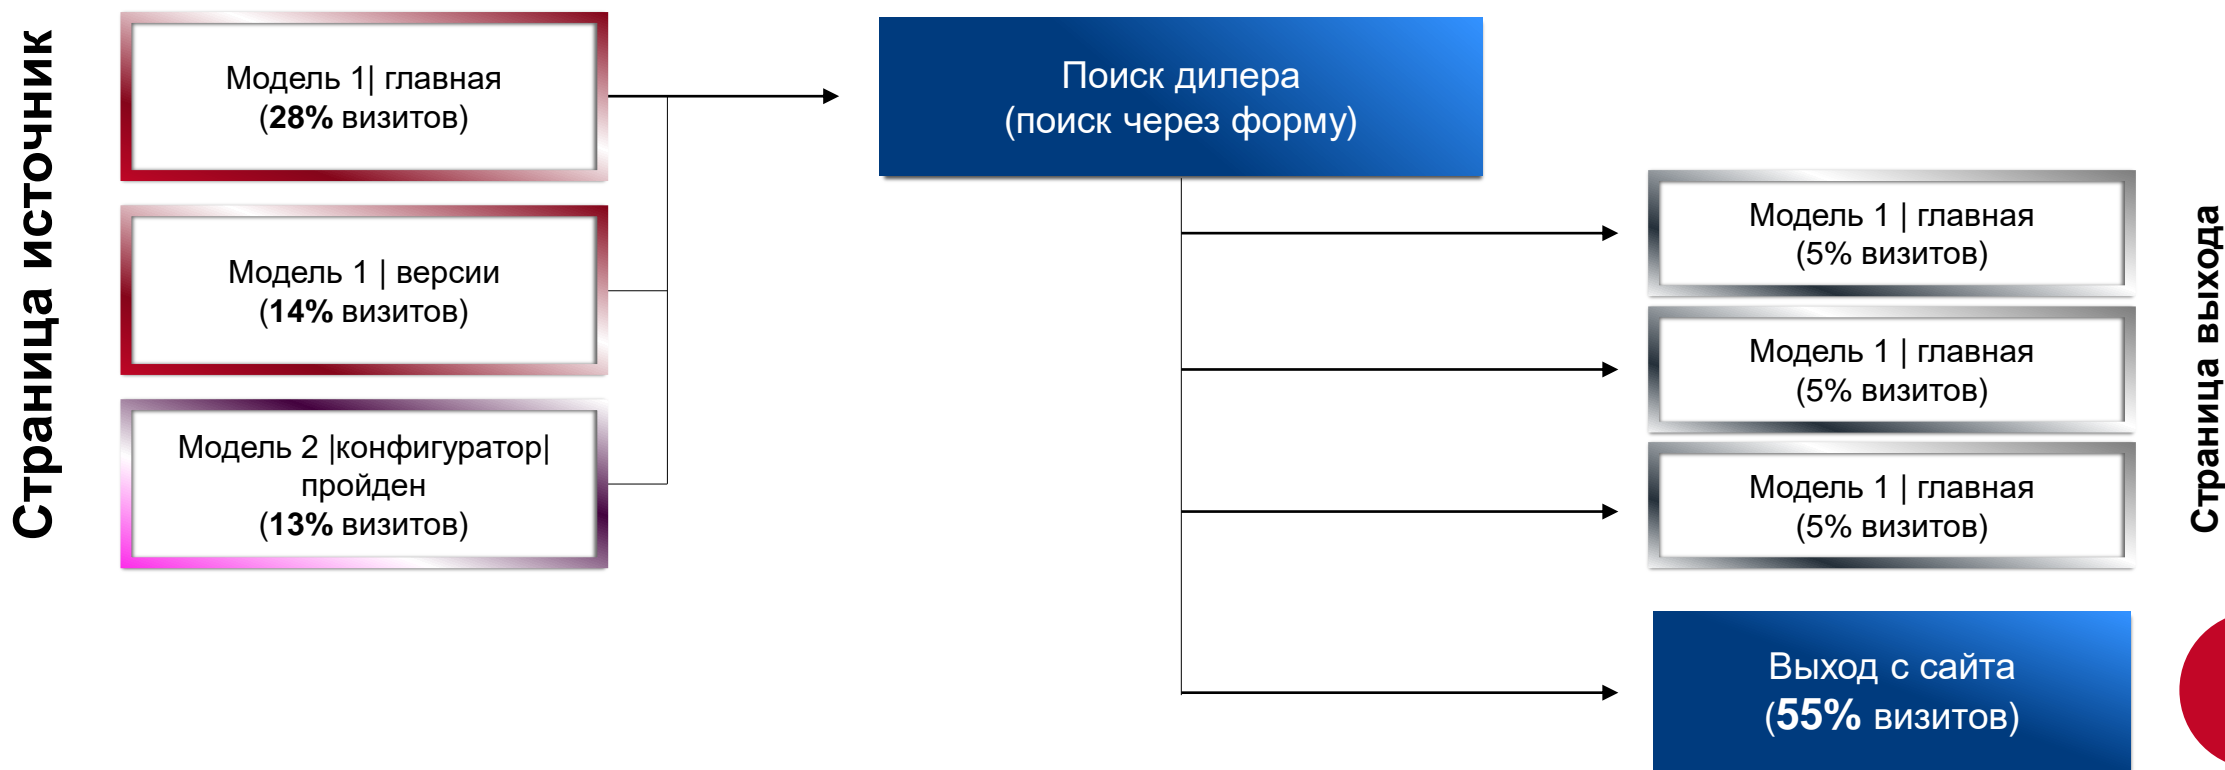 Страница источник
Модель 1| главная
(28% визитов)
Модель 1 | версии
(14% визитов)
Модель 2 |конфигуратор|
пройден
(13% визитов)
Поиск дилера
(поиск через форму)
Модель 1 | главная
(5% визитов)
Модель 1 | главная
(5% визитов)
Модель 1 | главная
(5% визитов)
Выход с сайта
(55% визитов)
Страница выхода